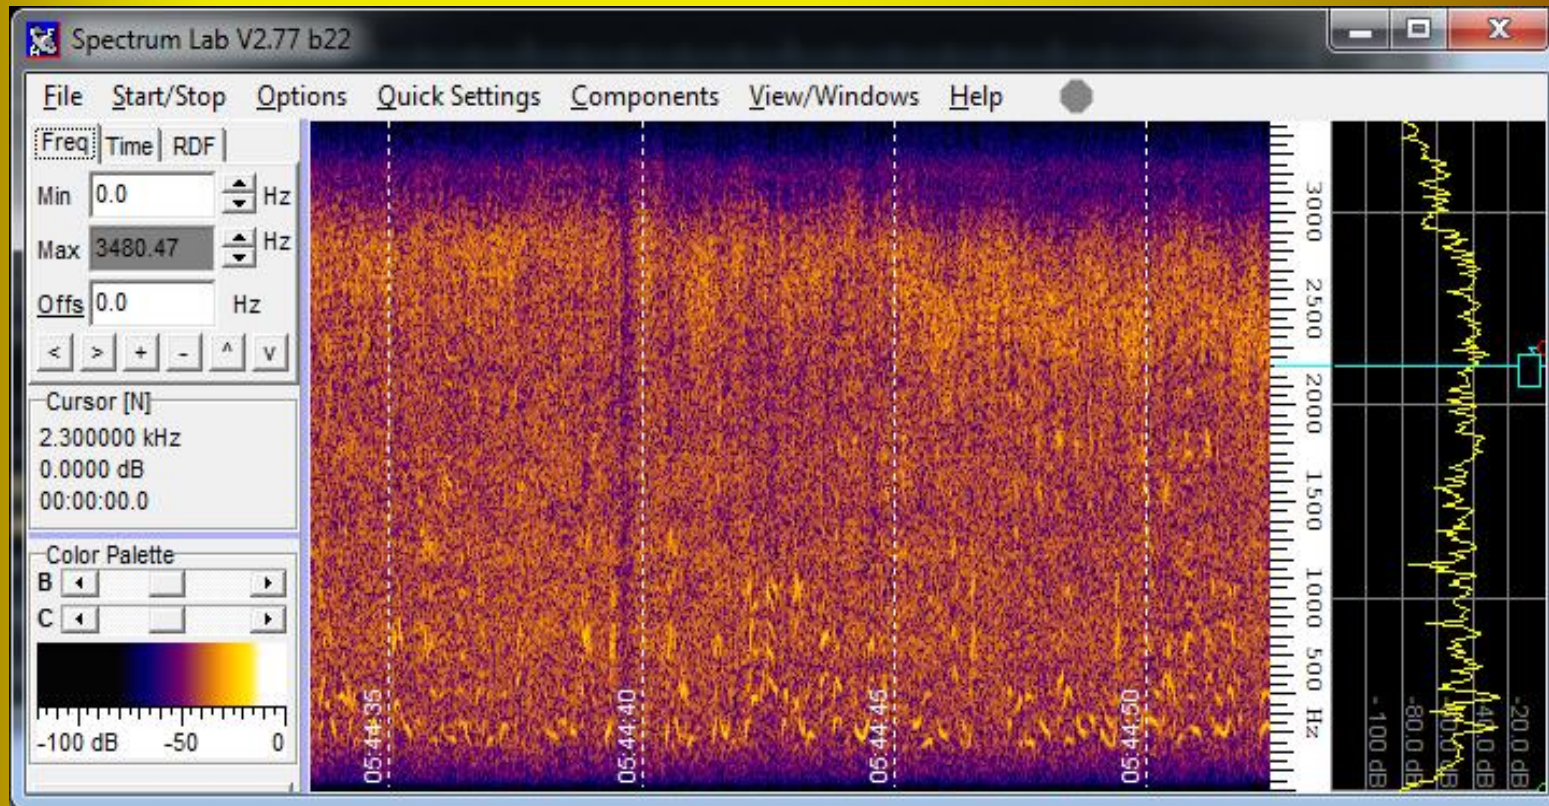 Spectrum Lab V2.77 b22
File Start/Stop Options Quick Settings Components View/Windows Help
Freq Time RDF
Min 0.0 Hz
Max 3480.47 Hz
Offs 0.0 Hz
< > + - ^ v
Cursor [N]
2.300000 kHz
0.0000 dB
00:00:00.0
Color Palette
B
C
-100 dB -50 0
05:44:35
05:44:40
05:44:45
05:44:50
3000
2500
2000
1500
1000
500
Hz
-100 dB
-80.0 dB
-20.0 dB